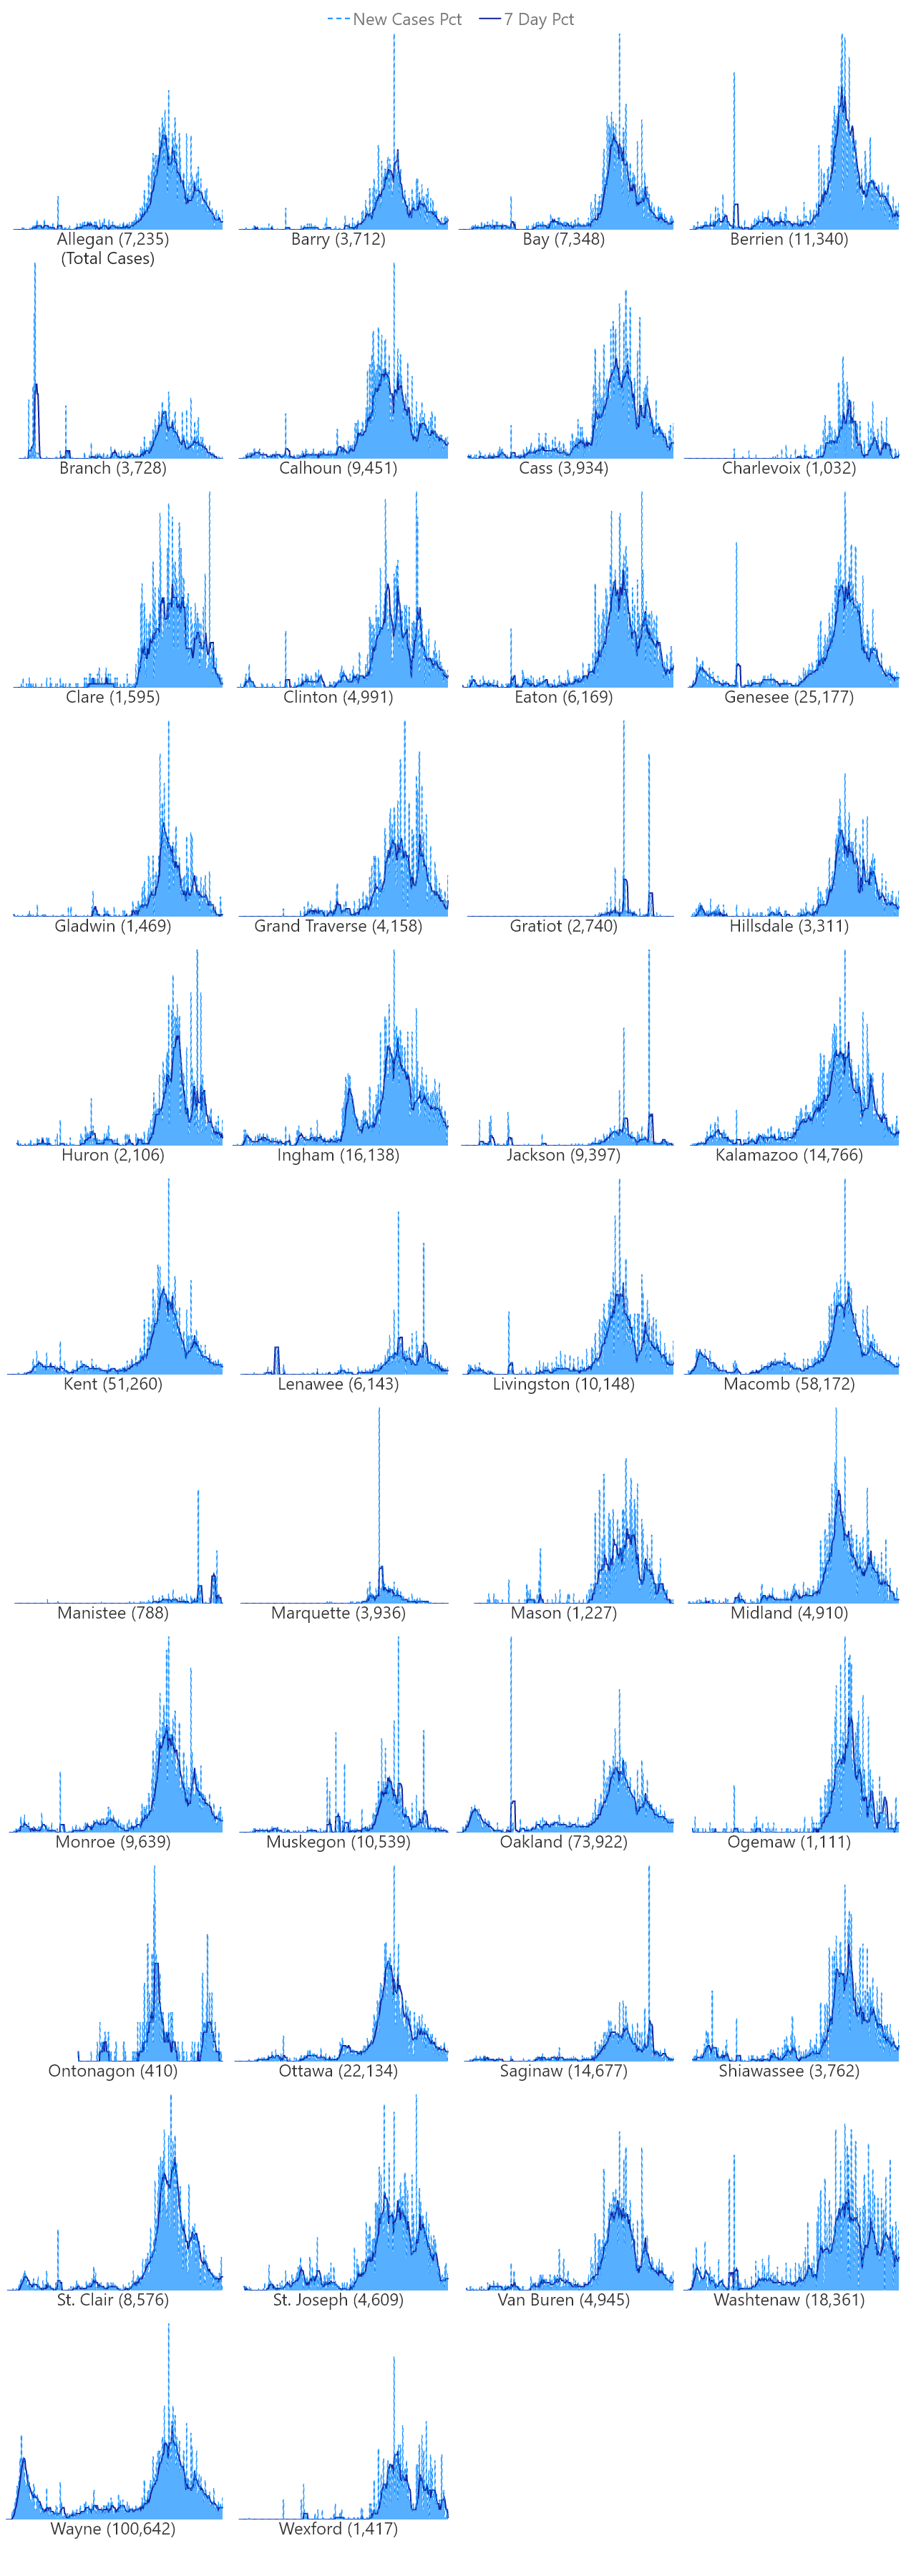 New Cases Pct 7 Day Pct
Allegan (7,235) Barry (3,712) Bay (7,348) Berrien (11,340)
(Total Cases)
Branch (3,728) Calhoun (9,451) Cass (3,934) Charlevoix (1,032)
Clare (1,595) Clinton (4,991) Eaton (6,169) Genesee (25,177)
Gladwin (1,469) Grand Traverse (4,158) Gratiot (2,740) Hillsdale (3,311)
Huron (2,106) Ingham (16,138) Jackson (9,397) Kalamazoo (14,766)
Kent (51,260) Lenawee (6,143) Livingston (10,148) Macomb (58,172)
Manistee (788) Marquette (3,936) Mason (1,227) Midland (4,910)
Monroe (9,639) Muskegon (10,539) Oakland (73,922) Ogemaw (1,111)
Ontonagon (410) Ottawa (22,134) Saginaw (14,677) Shiawassee (3,762)
St. Clair (8,576) St. Joseph (4,609) Van Buren (4,945) Washtenaw (18,361)
Wayne (100,642) Wexford (1,417)